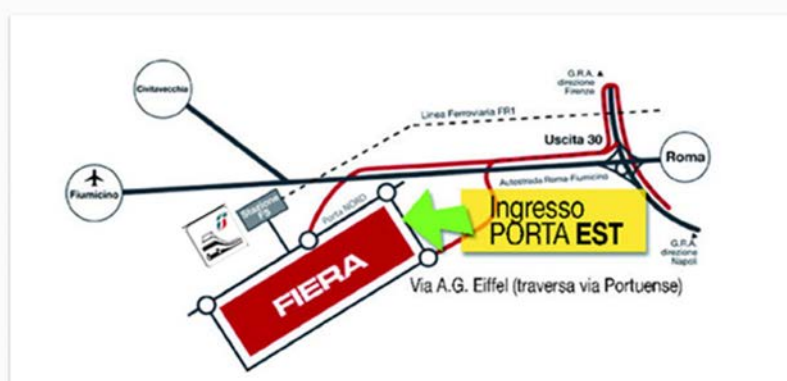 G.R.A.
direzione
Firenze
Civitavecchia
Linea Ferroviaria FR1
Uscita 30
Roma
Fiumicino
Autostrada Roma-Fiumicino
Stazione
FS
Porta NORD
Ingresso
PORTA EST
G.R.A.
direzione
Napoli
FIERA
Via A.G. Eiffel (traversa via Portuense)